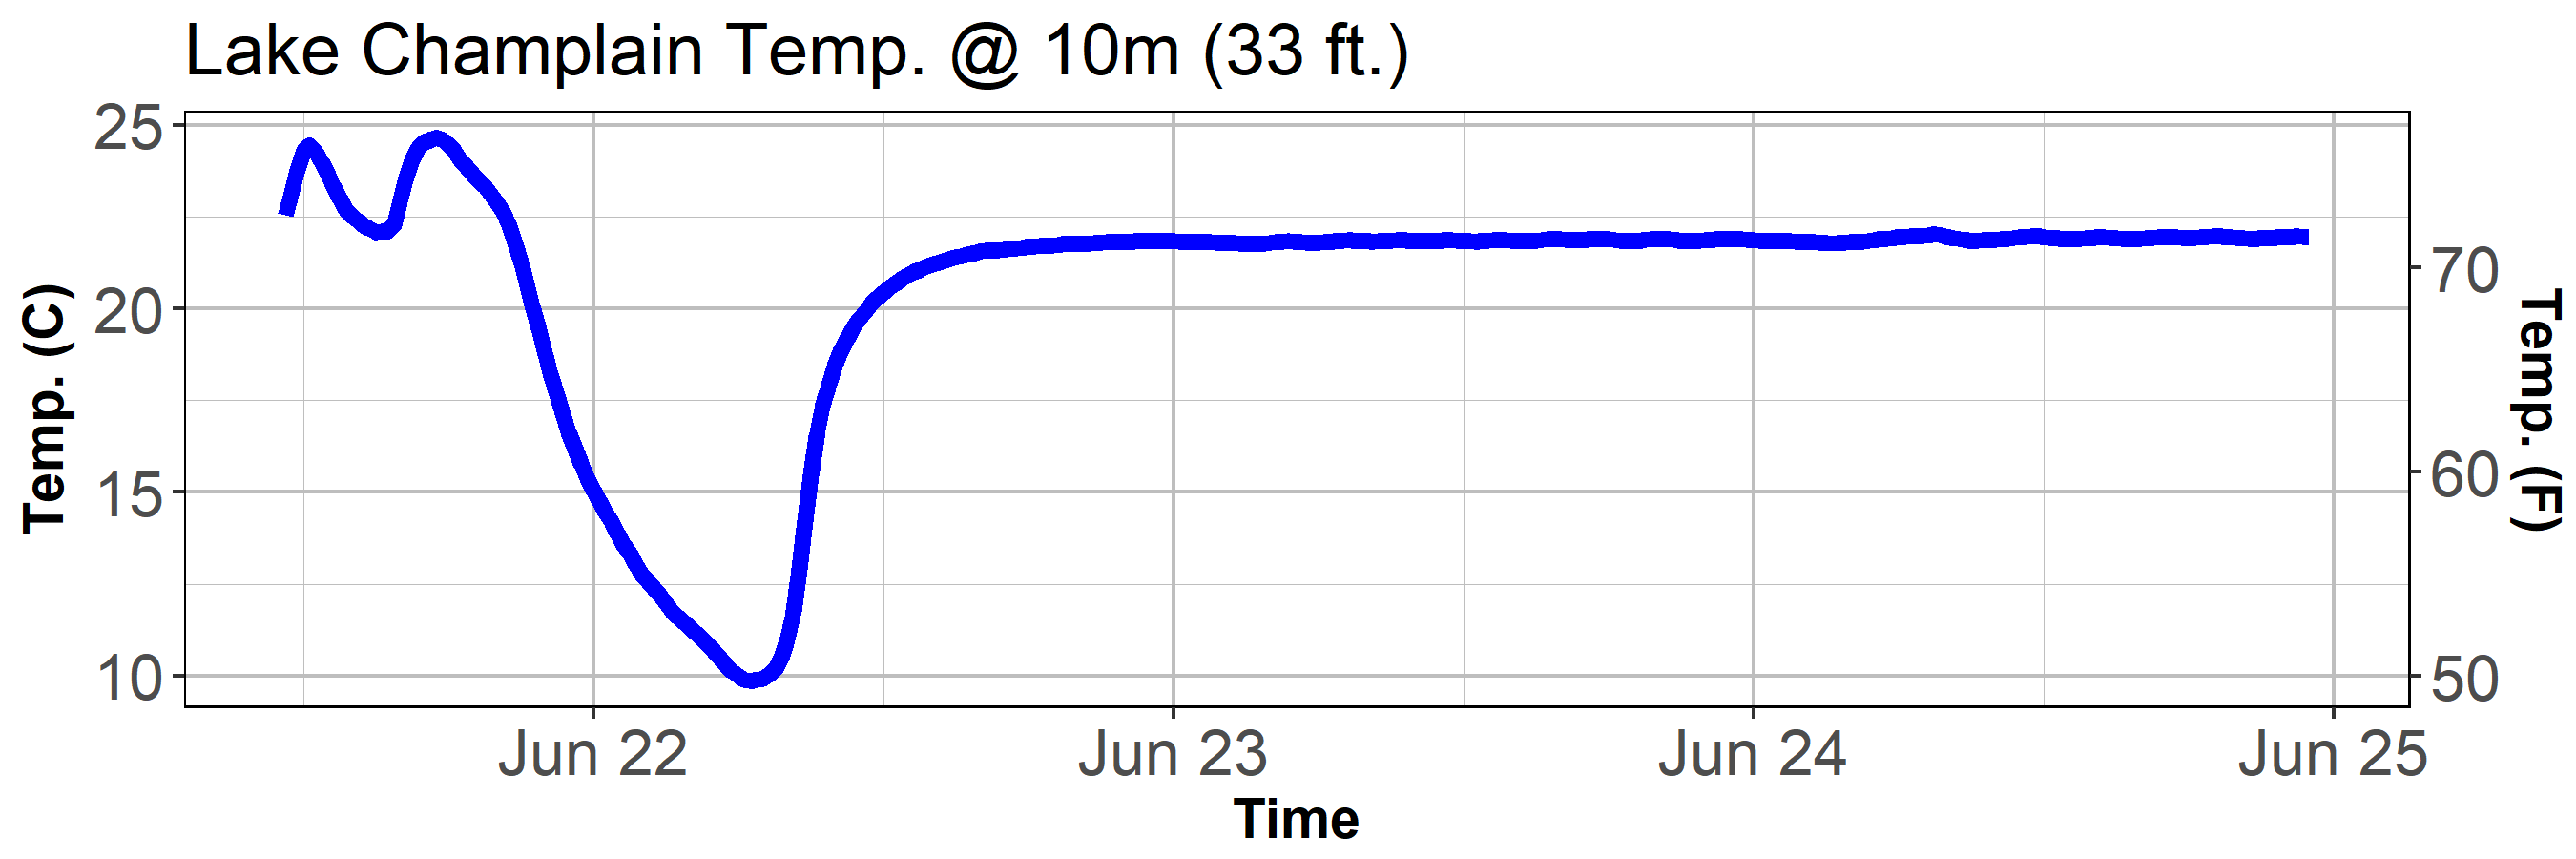 Lake Champlain Temp. @ 10m (33 ft.)
25
20
15
10
Temp. (C)
70
60
50
Temp. (F)
Jun 22 Jun 23 Jun 24 Jun 25
Time